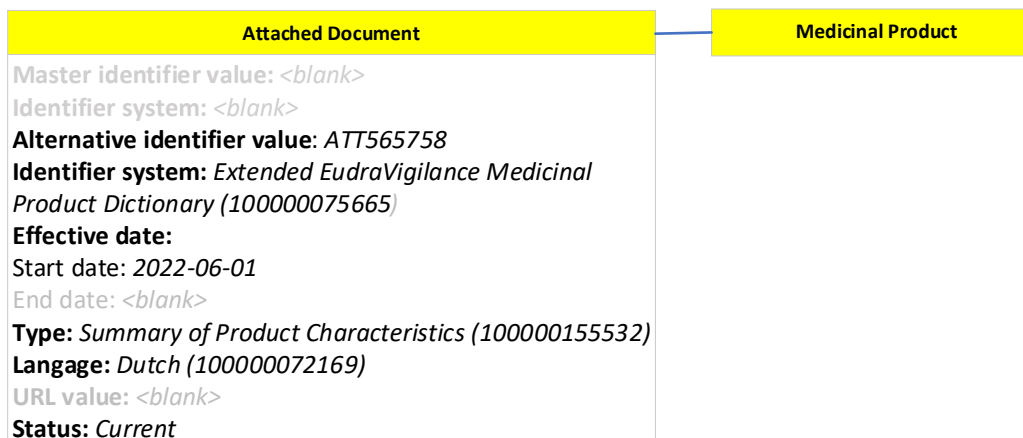 Attached Document
Medicinal Product
Master identifier value: <blank>
Identifier system: <blank>
Alternative identifier value: ATT565758
Identifier system: Extended EudraVigilance Medicinal
Product Dictionary (100000075665)
Effective date:
Start date: 2022-06-01
End date: <blank>
Type: Summary of Product Characteristics (100000155532)
Langage: Dutch (100000072169)
URL value: <blank>
Status: Current